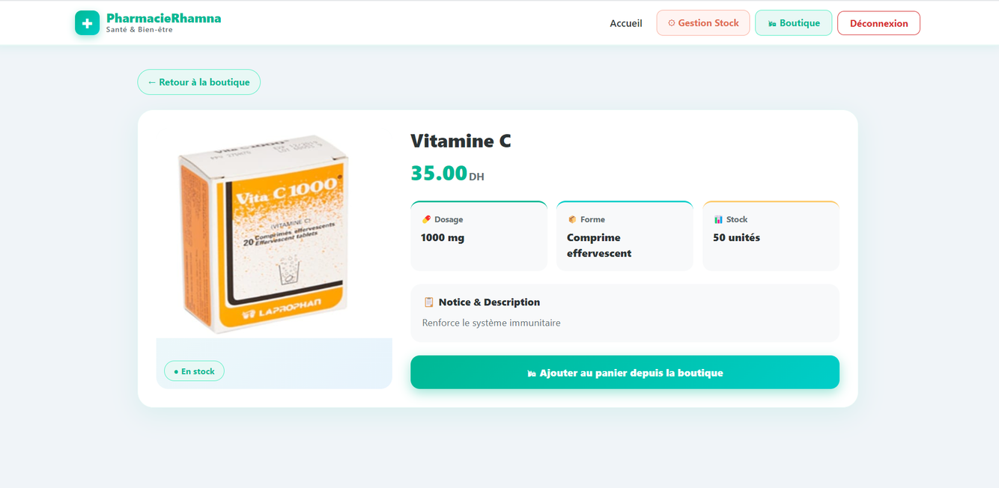 PharmacieRhamna
Santé & Bien-être
Accueil
Gestion Stock
Boutique
Déconnexion
← Retour à la boutique
Vita C 1000
Vita C 1000
(VITAMINE C)
20 Comprimés effervescents
Effervescent tablets
LAPROPHAN
• En stock
Vitamine C
35.00 DH
Dosage
1000 mg
Forme
Comprime
effervescent
Stock
50 unités
Notice & Description
Renforce le système immunitaire
Ajouter au panier depuis la boutique